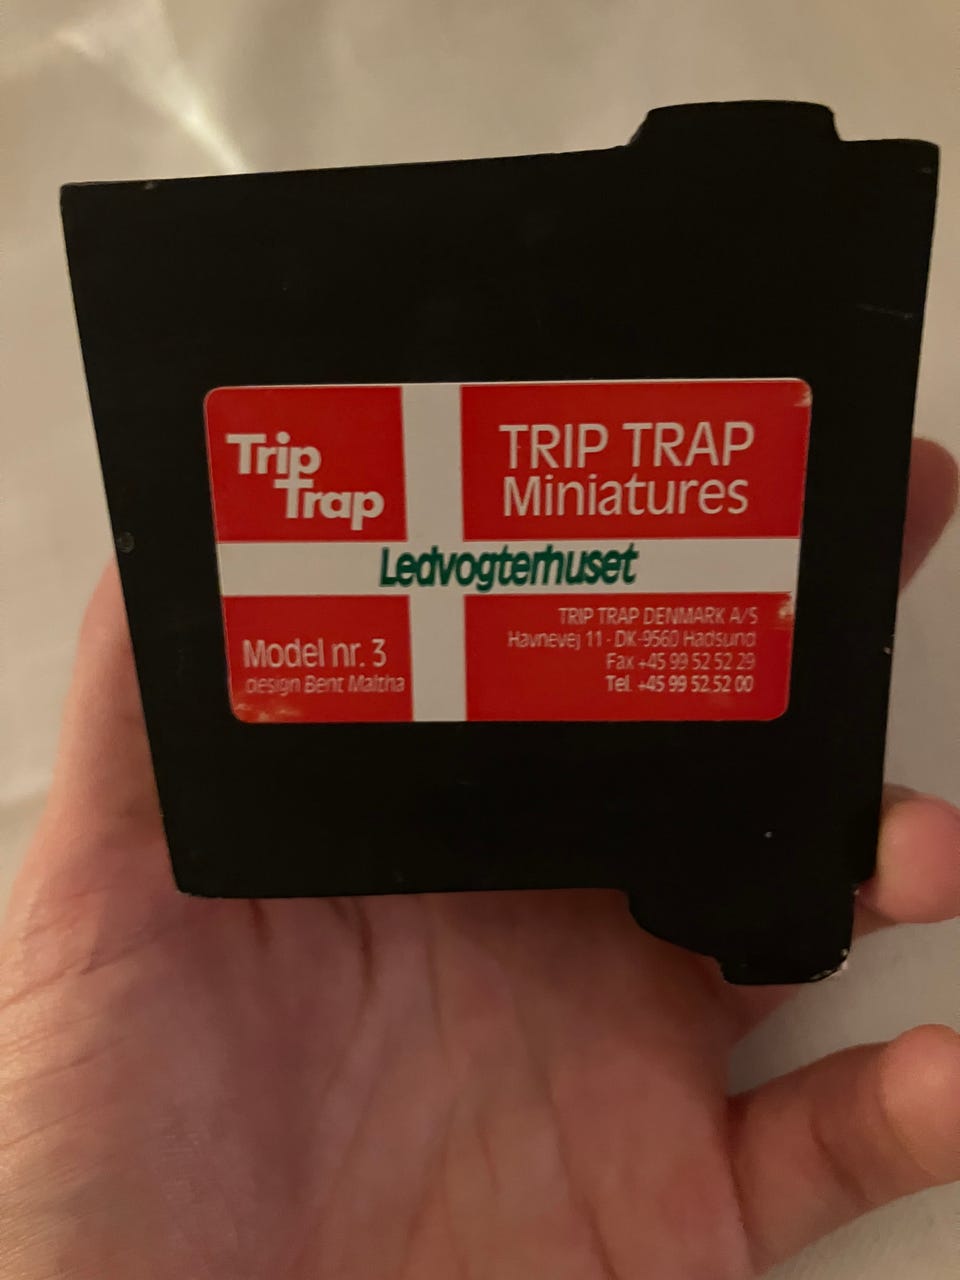 Trip
Trap
TRIP TRAP
Miniatures
Ledvogterhuset
Model nr. 3
design Bent Maltha
TRIP TRAP DENMARK A/S
Havnevej 11 · DK-9560 Hadsund
Fax +45 99 52 52 29
Tel. +45 99 52 52 00